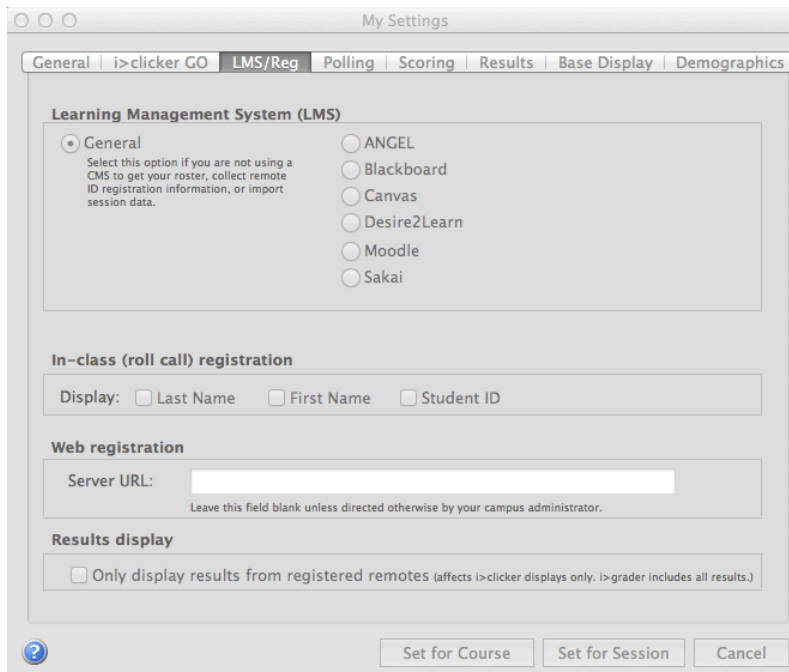 My Settings
General i>clicker GO LMS/Reg Polling Scoring Results Base Display Demographics
Learning Management System (LMS)
General
Select this option if you are not using a
CMS to get your roster, collect remote
ID registration information, or import
session data.
ANGEL
Blackboard
Canvas
Desire2Learn
Moodle
Sakai
In-class (roll call) registration
Display: Last Name First Name Student ID
Web registration
Server URL:
Leave this field blank unless directed otherwise by your campus administrator.
Results display
Only display results from registered remotes (affects i>clicker displays only. i>grader includes all results.)
? Set for Course Set for Session Cancel